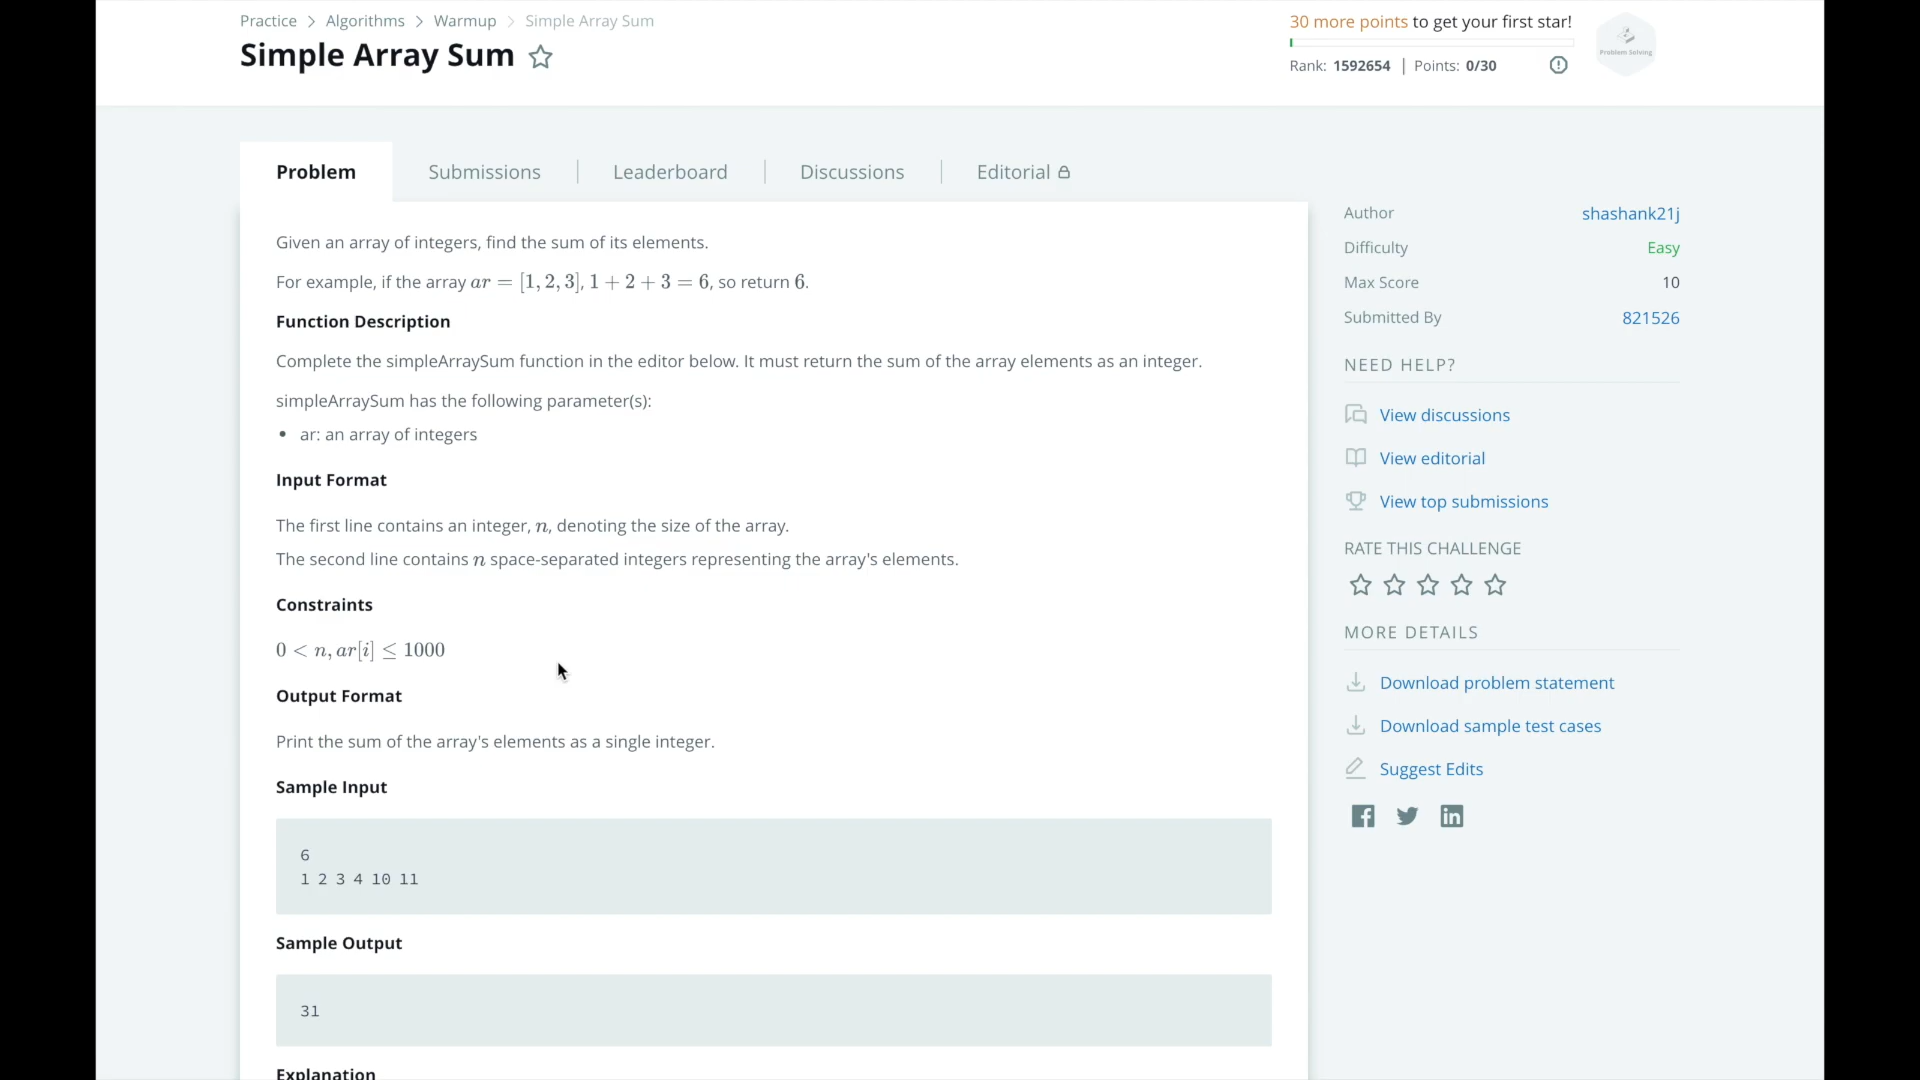 Practice > Algorithms > Warmup > Simple Array Sum
Simple Array Sum
30 more points to get your first star!
Rank: 1592654 | Points: 0/30
Problem Solving
Problem
Submissions
Leaderboard
Discussions
Editorial
Given an array of integers, find the sum of its elements.
For example, if the array ar = [1, 2, 3], 1 + 2 + 3 = 6, so return 6.
Function Description
Complete the simpleArraySum function in the editor below. It must return the sum of the array elements as an integer.
simpleArraySum has the following parameter(s):
• ar: an array of integers
Input Format
The first line contains an integer, n, denoting the size of the array.
The second line contains n space-separated integers representing the array's elements.
Constraints
0 < n, ar[i] ≤ 1000
Output Format
Print the sum of the array's elements as a single integer.
Sample Input
6
1 2 3 4 10 11
Sample Output
31
Explanation
Author shashank21j
Difficulty Easy
Max Score 10
Submitted By 821526
NEED HELP?
View discussions
View editorial
View top submissions
RATE THIS CHALLENGE
MORE DETAILS
Download problem statement
Download sample test cases
Suggest Edits